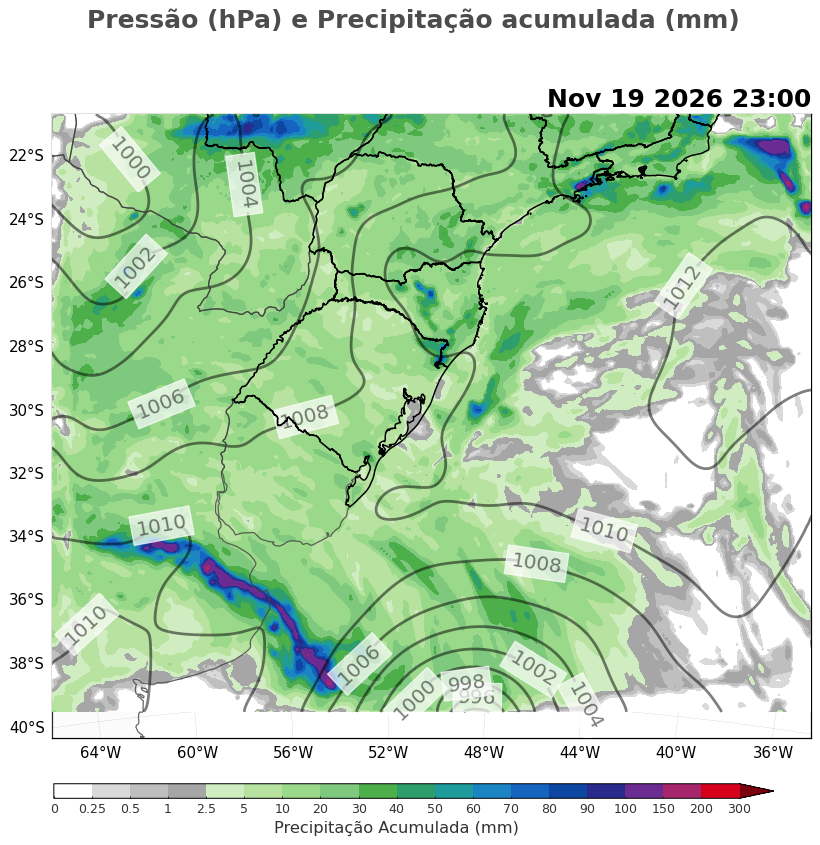 Pressão (hPa) e Precipitação acumulada (mm)
Nov 19 2026 23:00
1000
1004
22°S
24°S
1002
1012
26°S
28°S
1006
1008
30°S
32°S
1010
1010
34°S
1008
36°S
1010
1006
1002
38°S
998
996
1000
1004
40°S
64°W 60°W 56°W 52°W 48°W 44°W 40°W 36°W
0 0.25 0.5 1 2.5 5 10 20 30 40 50 60 70 80 90 100 150 200 300
Precipitação Acumulada (mm)